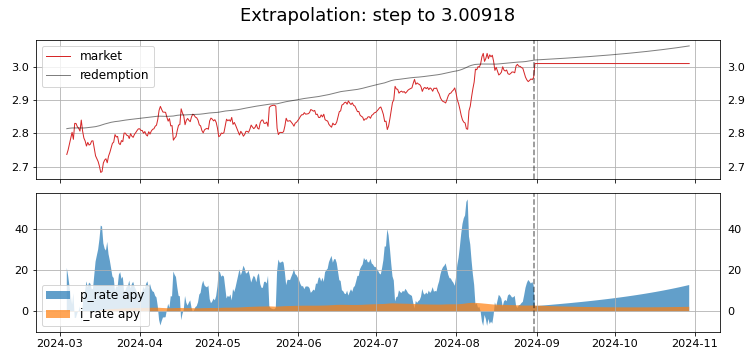 Extrapolation: step to 3.00918
market
redemption
3.0 3.0
2.9 2.9
2.8 2.8
2.7 2.7
40 40
20 20
0 0
p_rate apy
i_rate apy
2024-03 2024-04 2024-05 2024-06 2024-07 2024-08 2024-09 2024-10 2024-11